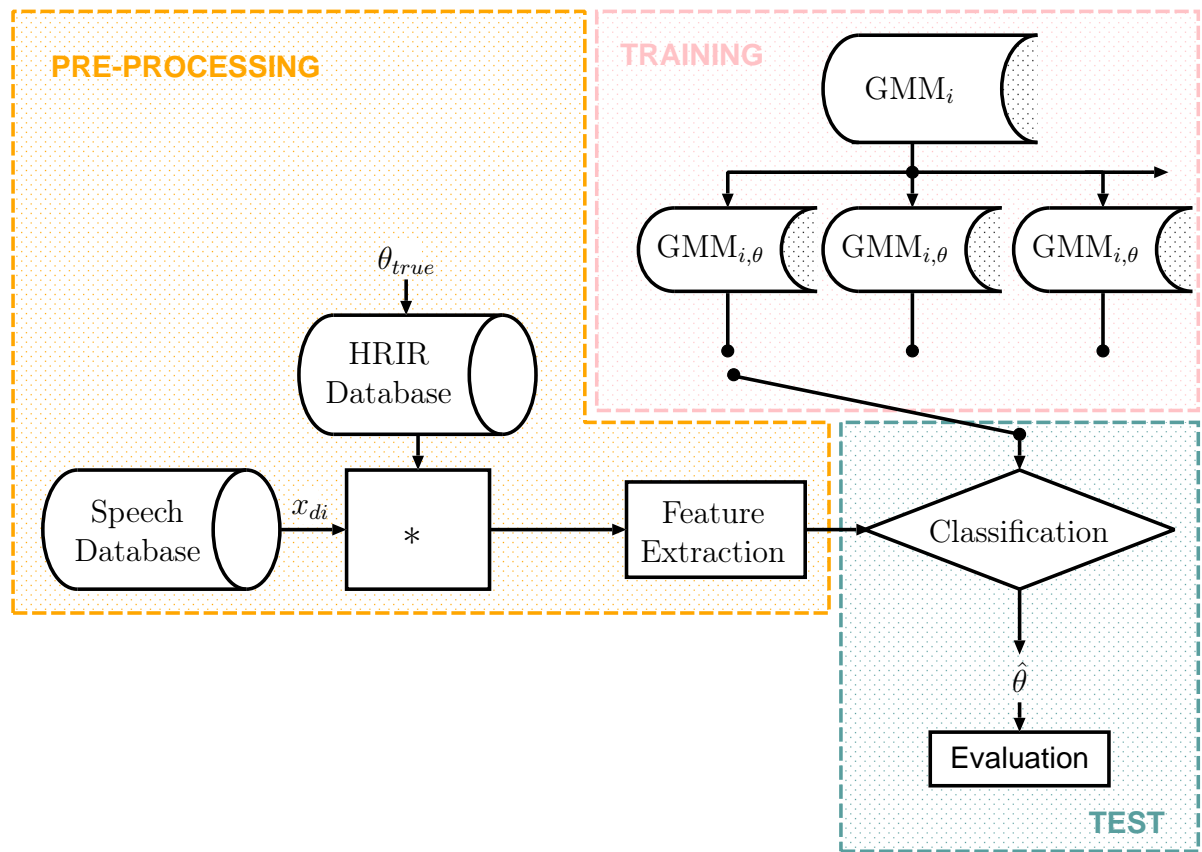 PRE-PROCESSING
TRAINING
GMM_i
GMM_{i,θ} GMM_{i,θ} GMM_{i,θ}
θ_{true}
HRIR
Database
Speech
Database
x_{di}
*
Feature
Extraction
Classification
θ̂
Evaluation
TEST